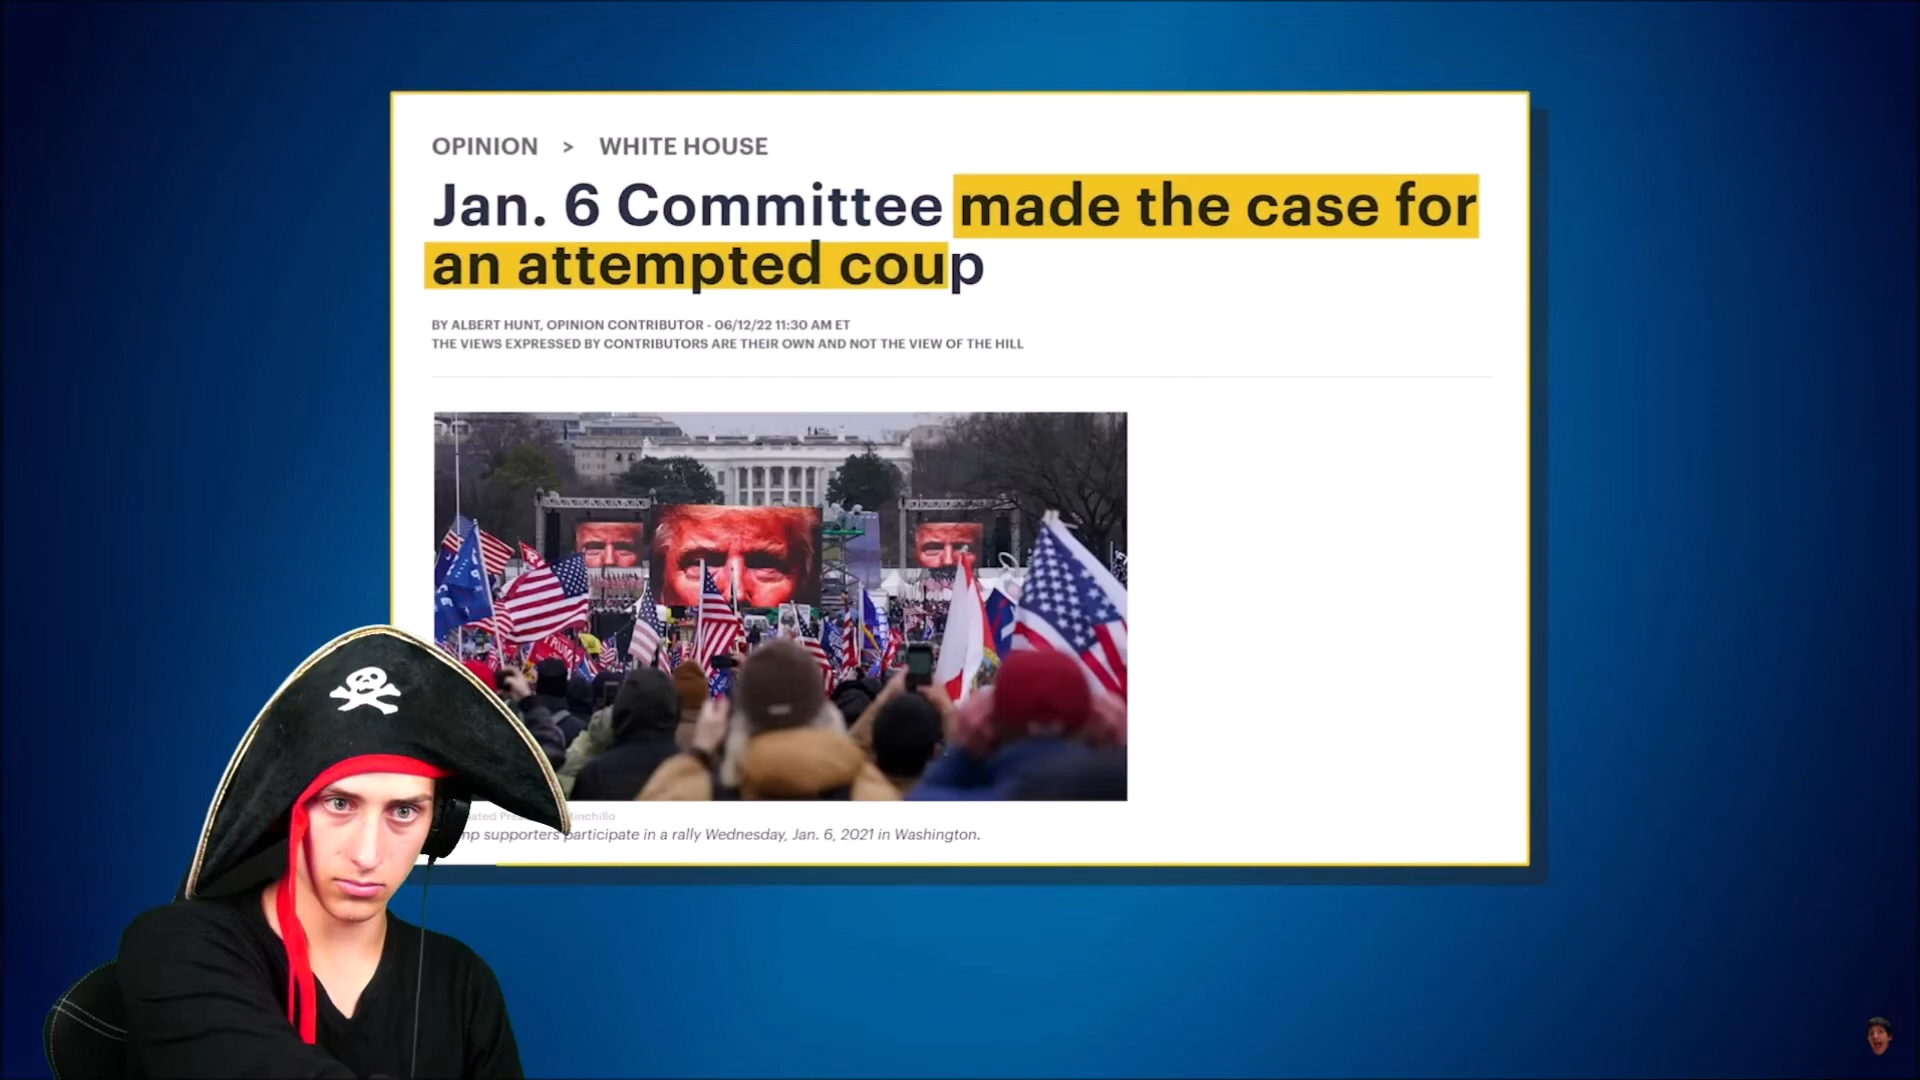 OPINION > WHITE HOUSE
Jan. 6 Committee made the case for
an attempted coup
BY ALBERT HUNT, OPINION CONTRIBUTOR - 06/12/22 11:30 AM ET
THE VIEWS EXPRESSED BY CONTRIBUTORS ARE THEIR OWN AND NOT THE VIEW OF THE HILL
TRUMP
supporters participate in a rally Wednesday, Jan. 6, 2021 in Washington.